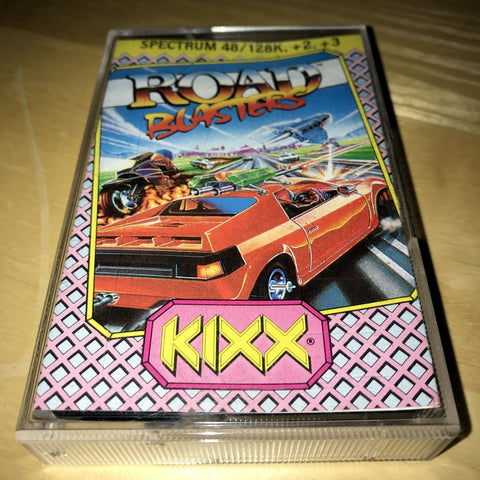 SPECTRUM 48/128K. +2. +3
ROAD
BLASTERS
KIXX®